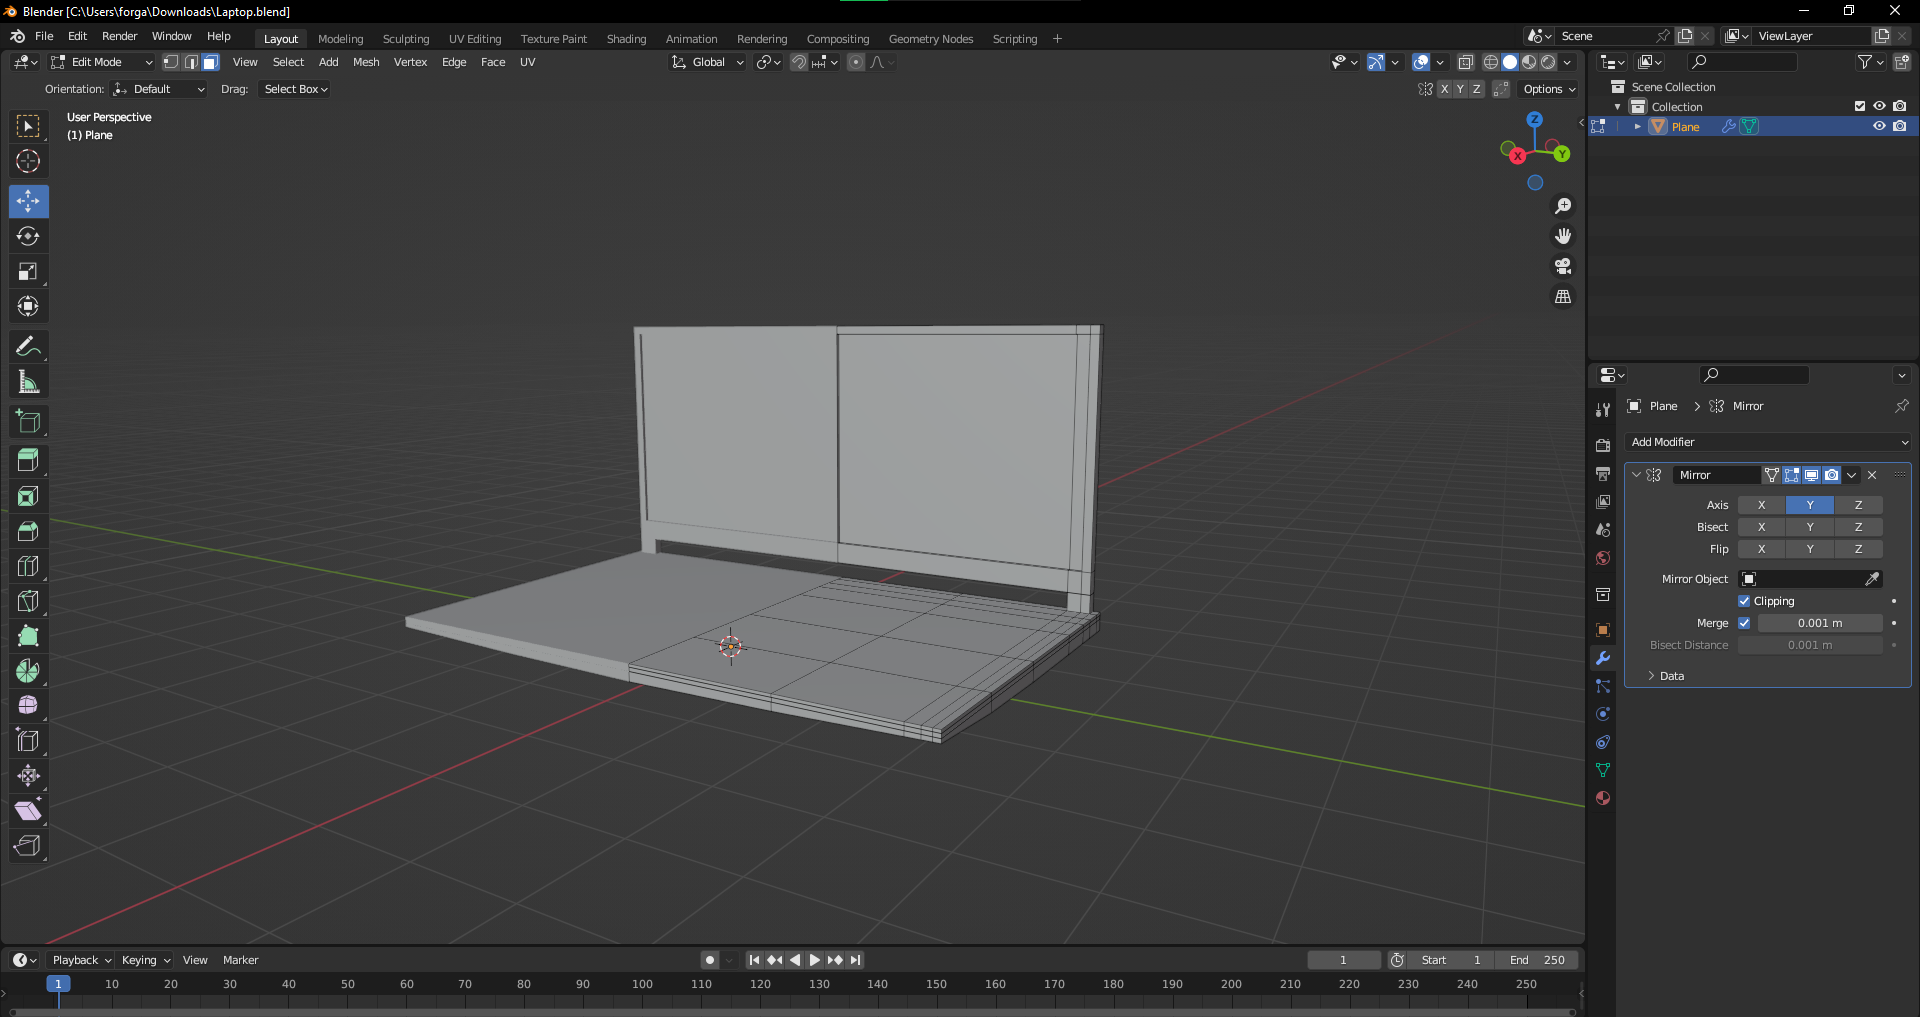 Blender [C:\Users\forga\Downloads\Laptop.blend]
File Edit Render Window Help Layout Modeling Sculpting UV Editing Texture Paint Shading Animation Rendering Compositing Geometry Nodes Scripting + Scene ViewLayer
Edit Mode View Select Add Mesh Vertex Edge Face UV Global
Orientation: Default Drag: Select Box X Y Z Options
User Perspective
(1) Plane
Z
X Y
Scene Collection
Collection
Plane
Plane > Mirror
Add Modifier
Mirror
Axis X Y Z
Bisect X Y Z
Flip X Y Z
Mirror Object
Clipping
Merge 0.001 m
Bisect Distance 0.001 m
Data
Playback Keying View Marker 1 Start 1 End 250
1 10 20 30 40 50 60 70 80 90 100 110 120 130 140 150 160 170 180 190 200 210 220 230 240 250